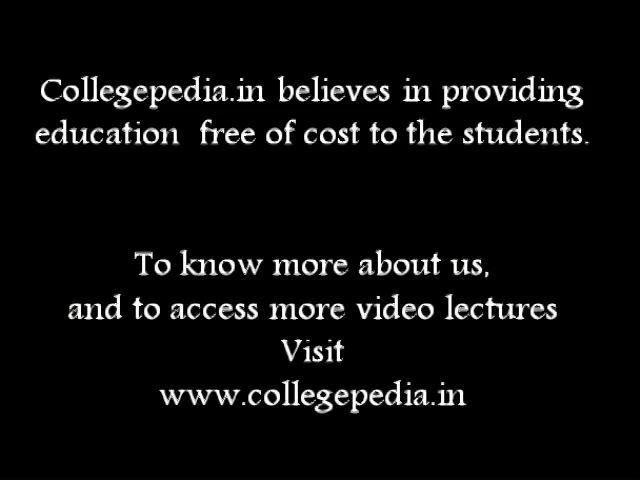 Collegepedia.in believes in providing
education free of cost to the students.
To know more about us,
and to access more video lectures
Visit
www.collegepedia.in